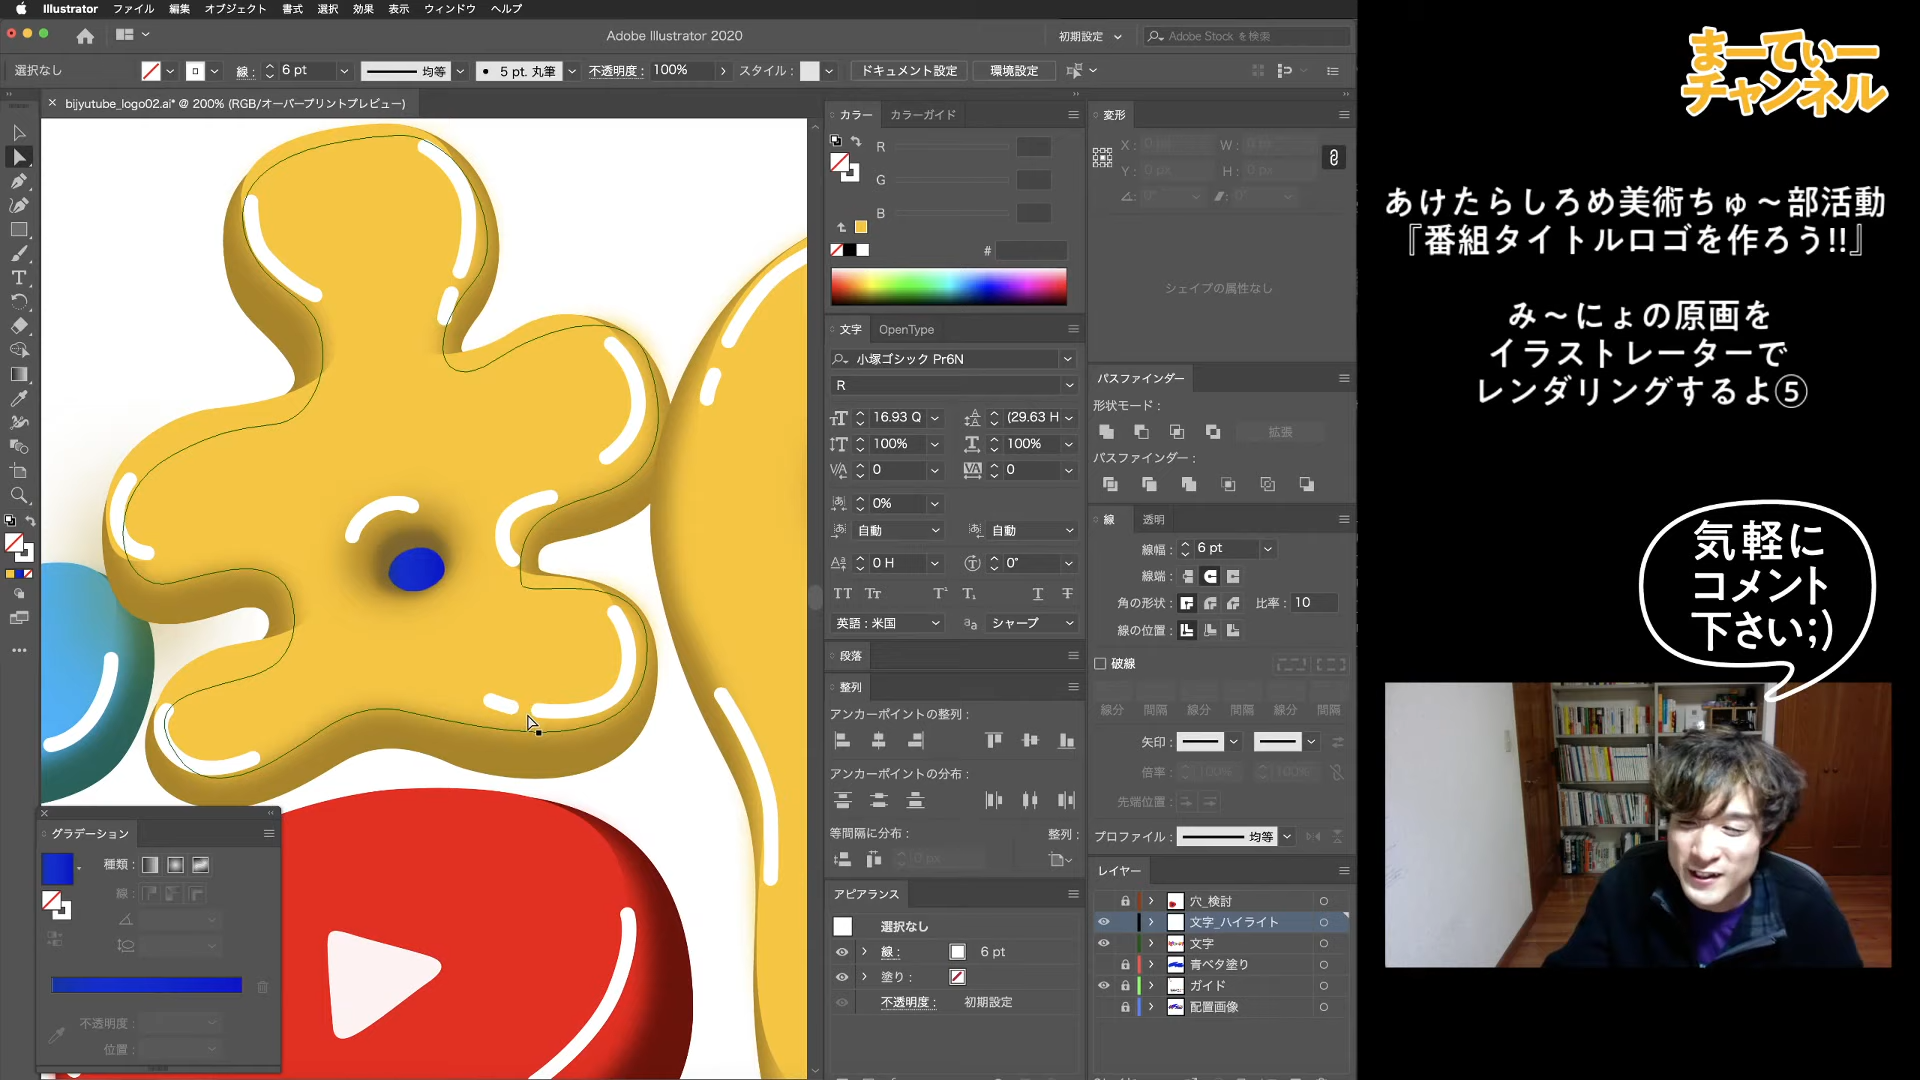 Illustrator ファイル 編集 オブジェクト 書式 選択 効果 表示 ウィンドウ ヘルプ
Adobe Illustrator 2020
初期設定
Adobe Stock を検索
選択なし
線 : 6 pt
均等
5 pt. 丸筆
不透明度 : 100%
スタイル :
ドキュメント設定
環境設定
bijyutube_logo02.ai* @ 200% (RGB/オーバープリントプレビュー)
カラー カラーガイド
R
G
B
#
文字 OpenType
小塚ゴシック Pr6N
R
16.93 Q (29.63 H
100% 100%
0 0
0%
自動 自動
0 H 0°
英語 : 米国 シャープ
段落
整列
アンカーポイントの整列 :
アンカーポイントの分布 :
等間隔に分布 : 整列 :
0 px
アピアランス
選択なし
線 : 6 pt
塗り :
不透明度 : 初期設定
変形
X : 0 px W : 0 px
Y : 0 px H : 0 px
シェイプの属性なし
パスファインダー
形状モード :
拡張
パスファインダー :
線 透明
線幅 : 6 pt
線端 :
角の形状 : 比率 : 10
線の位置 :
破線
線分 間隔 線分 間隔 線分 間隔
矢印 :
倍率 : 100% 100%
先端位置 :
プロファイル : 均等
レイヤー
穴_検討
文字_ハイライト
文字
青ベタ塗り
ガイド
配置画像
グラデーション
種類 :
線 :
不透明度 :
位置 :
まーてぃー
チャンネル
あけたらしろめ美術ちゅ～部活動
『番組タイトルロゴを作ろう!!』
み～にょの原画を
イラストレーターで
レンダリングするよ⑤
気軽に
コメント
下さい;)